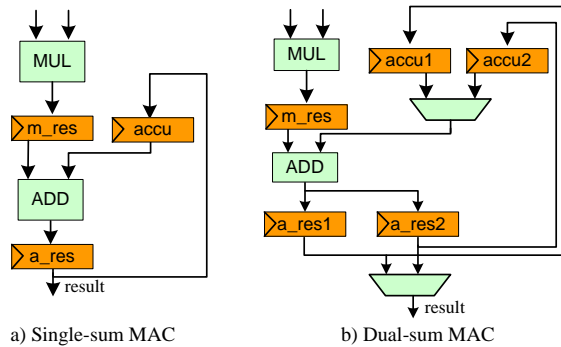 MUL
m_res
accu
ADD
a_res
result
a) Single-sum MAC
MUL
accu1
accu2
m_res
ADD
a_res1
a_res2
result
b) Dual-sum MAC